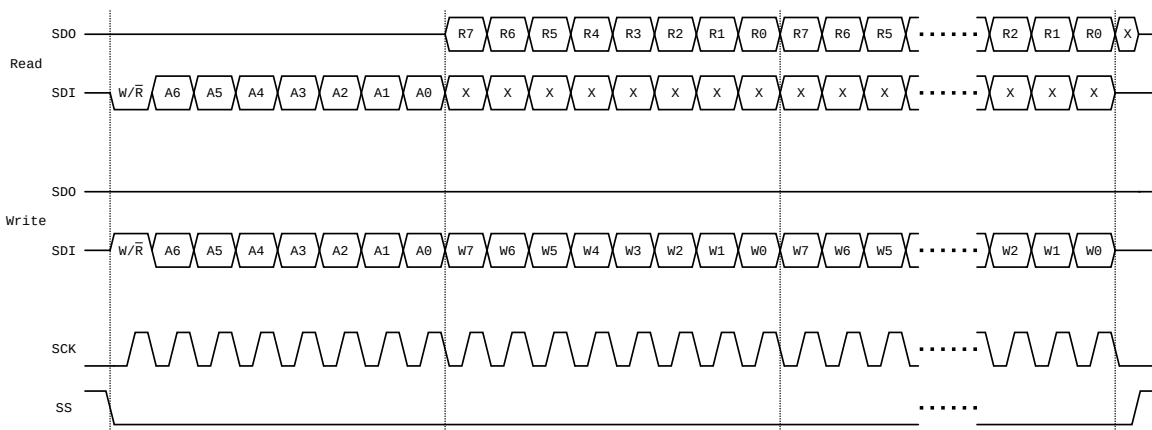 SDO R7 R6 R5 R4 R3 R2 R1 R0 R7 R6 R5 R2 R1 R0 X
Read
SDI W/R̅ A6 A5 A4 A3 A2 A1 A0 X X X X X X X X X X X X X X
SDO
Write
SDI W/R̅ A6 A5 A4 A3 A2 A1 A0 W7 W6 W5 W4 W3 W2 W1 W0 W7 W6 W5 W2 W1 W0
SCK
SS